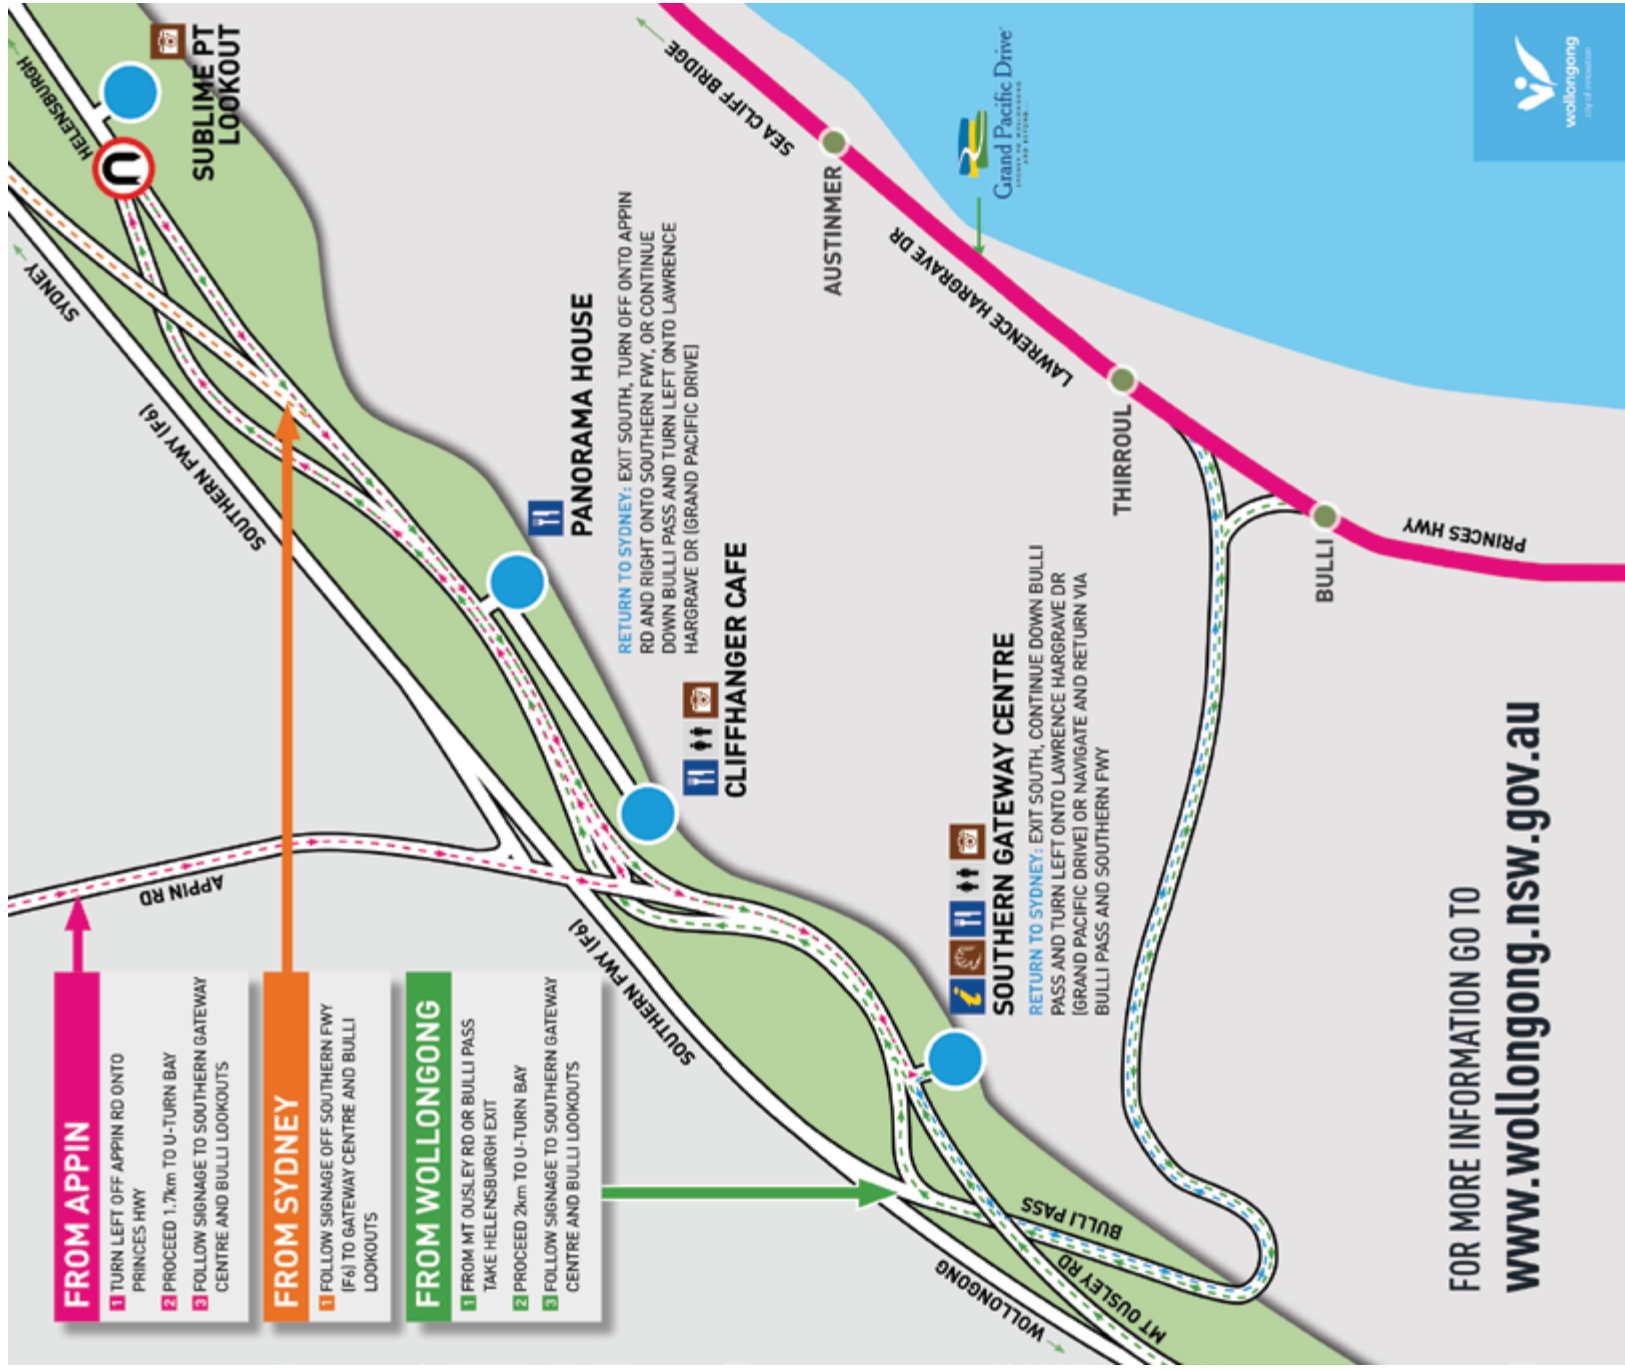 FROM APPIN
1 TURN LEFT OFF APPIN RD ONTO
PRINCES HWY
2 PROCEED 1.7km TO U-TURN BAY
3 FOLLOW SIGNAGE TO SOUTHERN GATEWAY
CENTRE AND BULLI LOOKOUTS
FROM SYDNEY
1 FOLLOW SIGNAGE OFF SOUTHERN FWY
(F6) TO GATEWAY CENTRE AND BULLI
LOOKOUTS
FROM WOLLONGONG
1 FROM MT OUSLEY RD OR BULLI PASS
TAKE HELENSBURGH EXIT
2 PROCEED 2km TO U-TURN BAY
3 FOLLOW SIGNAGE TO SOUTHERN GATEWAY
CENTRE AND BULLI LOOKOUTS
APPIN RD
SYDNEY
SOUTHERN FWY (F6)
HELENSBURGH
SUBLIME PT
LOOKOUT
SOUTHERN FWY (F6)
WOLLONGONG
MT OUSLEY RD
BULLI PASS
PANORAMA HOUSE
RETURN TO SYDNEY: EXIT SOUTH, TURN OFF ONTO APPIN
RD AND RIGHT ONTO SOUTHERN FWY, OR CONTINUE
DOWN BULLI PASS AND TURN LEFT ONTO LAWRENCE
HARGRAVE DR (GRAND PACIFIC DRIVE)
CLIFFHANGER CAFE
i
SOUTHERN GATEWAY CENTRE
RETURN TO SYDNEY: EXIT SOUTH, CONTINUE DOWN BULLI
PASS AND TURN LEFT ONTO LAWRENCE HARGRAVE DR
(GRAND PACIFIC DRIVE) OR NAVIGATE AND RETURN VIA
BULLI PASS AND SOUTHERN FWY
SEA CLIFF BRIDGE
AUSTINMER
LAWRENCE HARGRAVE DR
Grand Pacific Drive
SYDNEY TO WOLLONGONG
AND BEYOND...
THIRROUL
BULLI
PRINCES HWY
FOR MORE INFORMATION GO TO
www.wollongong.nsw.gov.au
wollongong
city of innovation